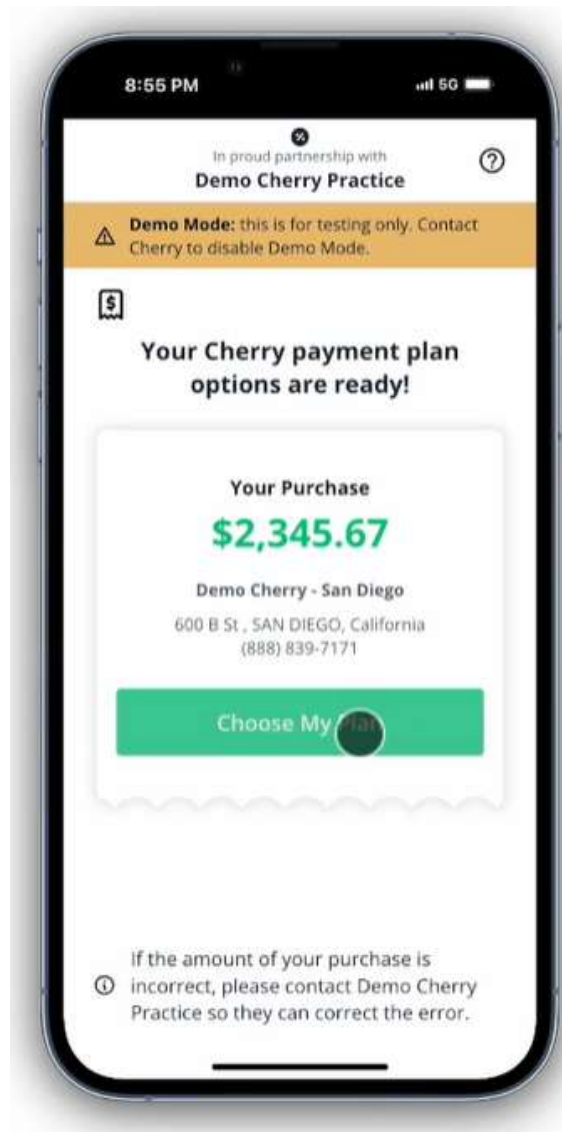 8:55 PM
5G
In proud partnership with
Demo Cherry Practice
Demo Mode: this is for testing only. Contact
Cherry to disable Demo Mode.
Your Cherry payment plan
options are ready!
Your Purchase
$2,345.67
Demo Cherry - San Diego
600 B St , SAN DIEGO, California
(888) 839-7171
Choose My Plan
If the amount of your purchase is
incorrect, please contact Demo Cherry
Practice so they can correct the error.